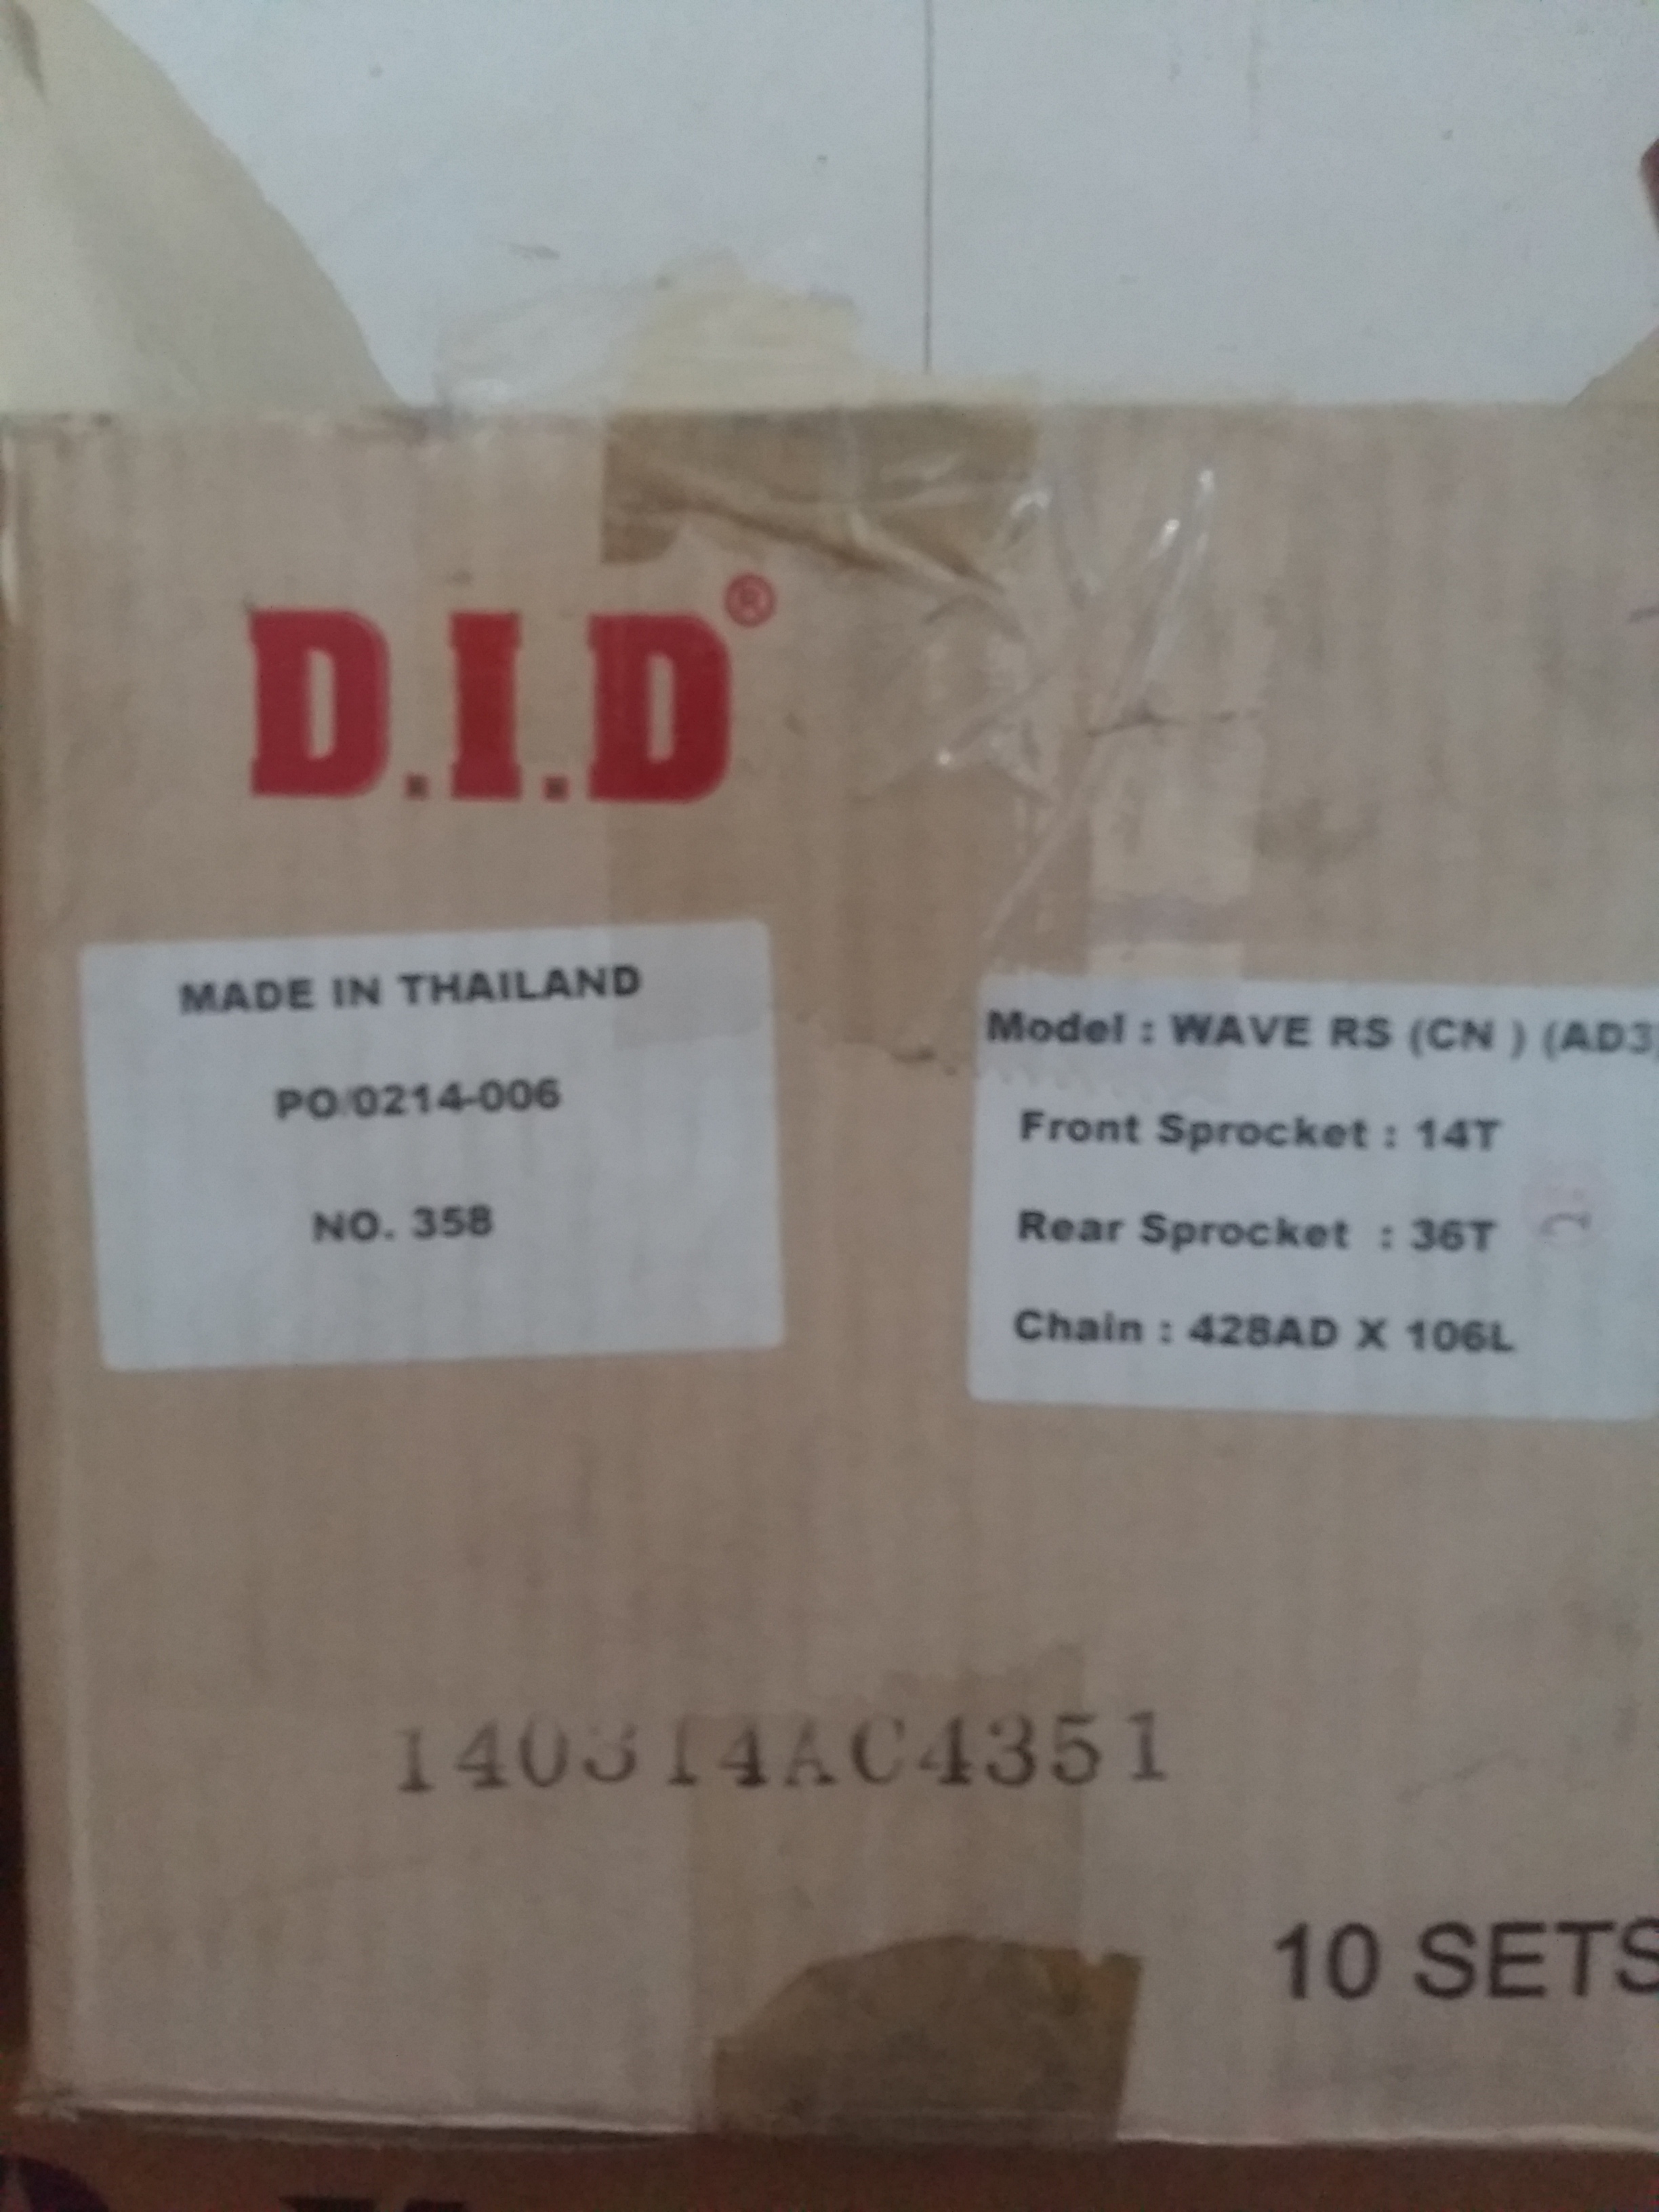 D.I.D®
MADE IN THAILAND
PO/0214-006
NO. 358
Model : WAVE RS (CN ) (AD3)
Front Sprocket : 14T
Rear Sprocket : 36T
Chain : 428AD X 106L
140314AC4351
10 SETS